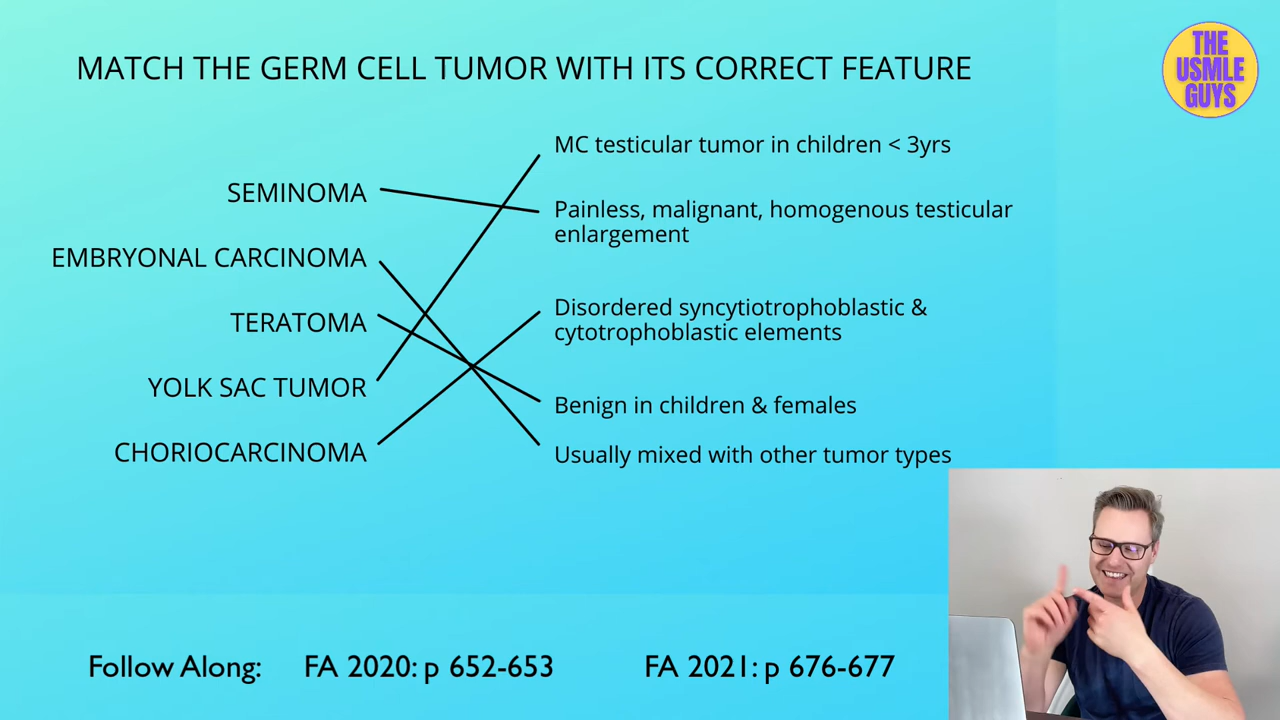 MATCH THE GERM CELL TUMOR WITH ITS CORRECT FEATURE
THE
USMLE
GUYS
SEMINOMA
EMBRYONAL CARCINOMA
TERATOMA
YOLK SAC TUMOR
CHORIOCARCINOMA
MC testicular tumor in children < 3yrs
Painless, malignant, homogenous testicular
enlargement
Disordered syncytiotrophoblastic &
cytotrophoblastic elements
Benign in children & females
Usually mixed with other tumor types
Follow Along: FA 2020: p 652-653 FA 2021: p 676-677